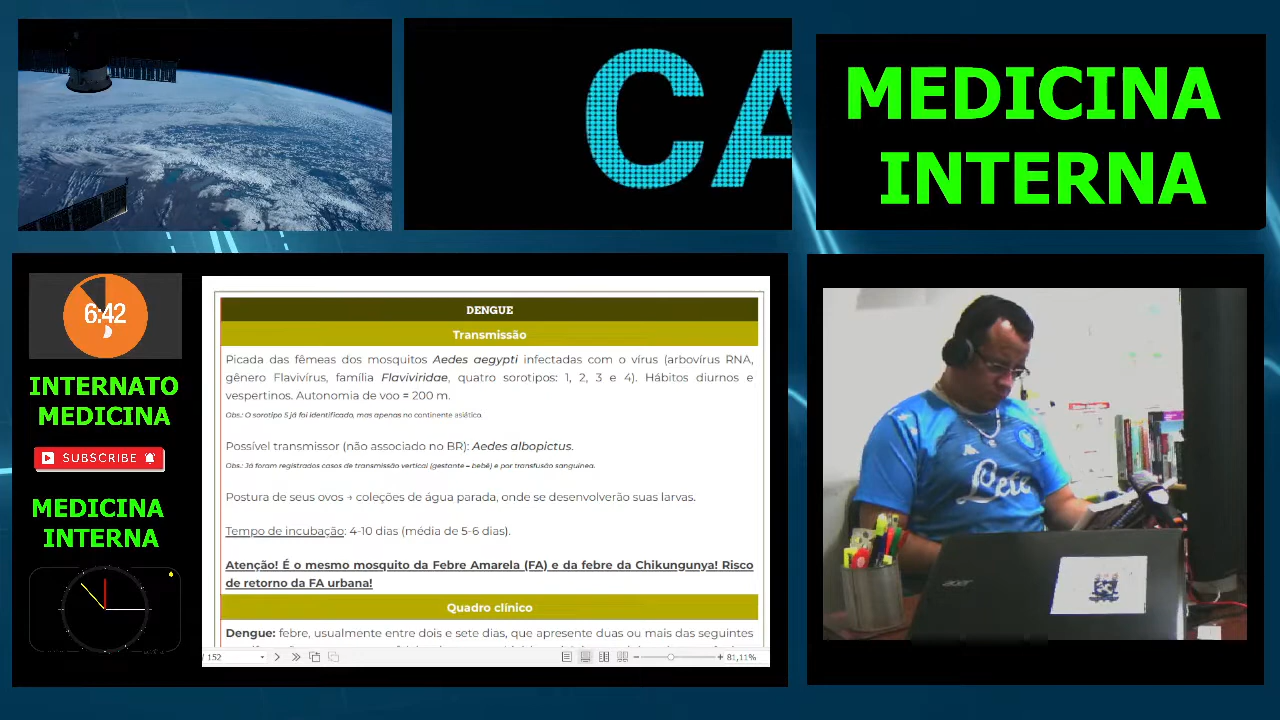 CA
MEDICINA
INTERNA
6:42
INTERNATO
MEDICINA
SUBSCRIBE
MEDICINA
INTERNA
DENGUE
Transmissão
Picada das fêmeas dos mosquitos Aedes aegypti infectadas com o vírus (arbovírus RNA,
gênero Flavivírus, família Flaviviridae, quatro sorotipos: 1, 2, 3 e 4). Hábitos diurnos e
vespertinos. Autonomia de voo = 200 m.
Obs.: O sorotipo 5 já foi identificado, mas apenas no continente asiático.
Possível transmissor (não associado no BR): Aedes albopictus.
Obs.: Já foram registrados casos de transmissão vertical (gestante – bebê) e por transfusão sanguínea.
Postura de seus ovos → coleções de água parada, onde se desenvolverão suas larvas.
Tempo de incubação: 4-10 dias (média de 5-6 dias).
Atenção! É o mesmo mosquito da Febre Amarela (FA) e da febre da Chikungunya! Risco
de retorno da FA urbana!
Quadro clínico
Dengue: febre, usualmente entre dois e sete dias, que apresente duas ou mais das seguintes
/ 152
81,11%
Pelé
acer